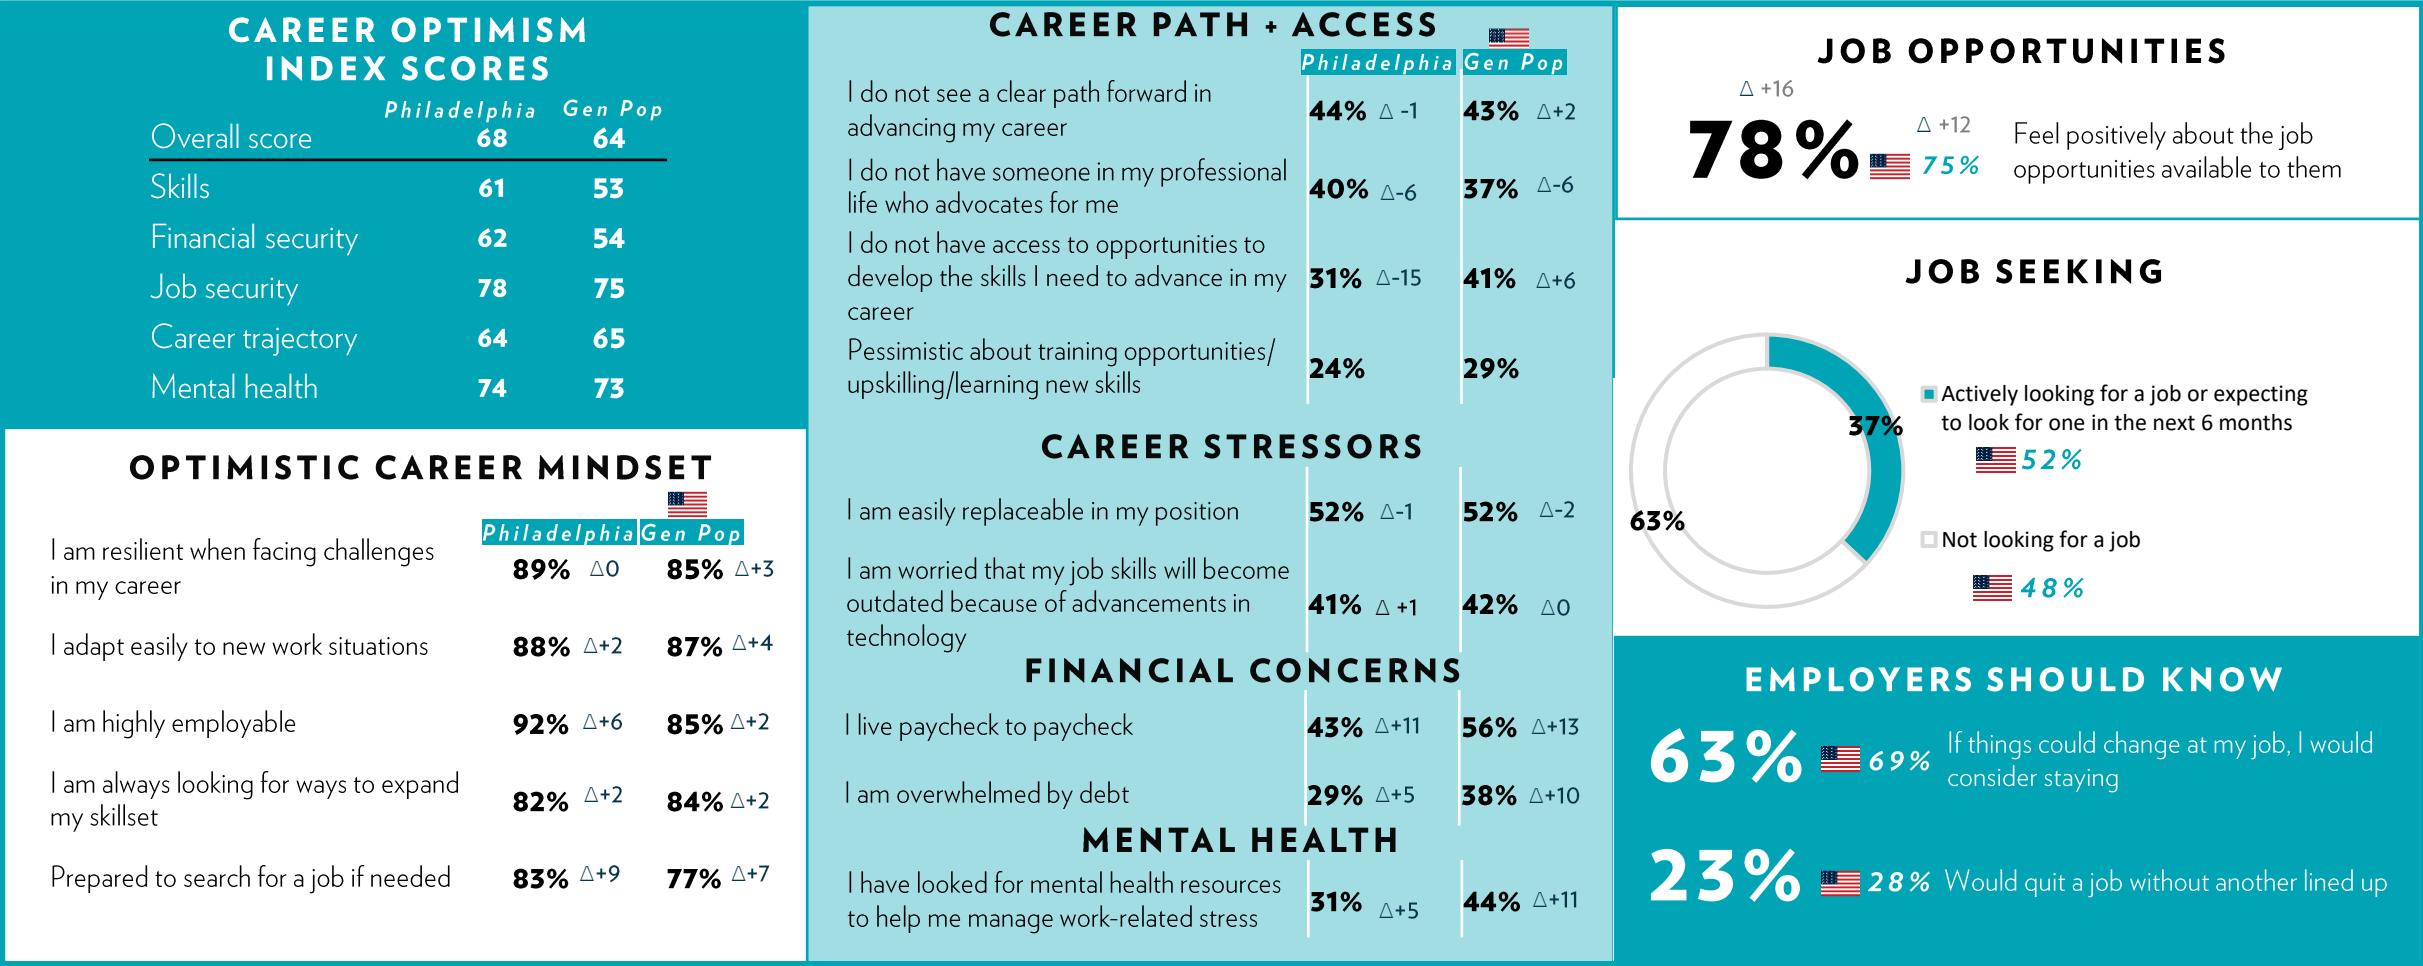 CAREER OPTIMISM
INDEX SCORES
Philadelphia Gen Pop
Overall score 68 64
Skills 61 53
Financial security 62 54
Job security 78 75
Career trajectory 64 65
Mental health 74 73
OPTIMISTIC CAREER MINDSET
Philadelphia Gen Pop
I am resilient when facing challenges
in my career
89% Δ0 85% Δ+3
I adapt easily to new work situations 88% Δ+2 87% Δ+4
I am highly employable 92% Δ+6 85% Δ+2
I am always looking for ways to expand
my skillset
82% Δ+2 84% Δ+2
Prepared to search for a job if needed 83% Δ+9 77% Δ+7
CAREER PATH + ACCESS
Philadelphia Gen Pop
I do not see a clear path forward in
advancing my career
44% Δ -1 43% Δ+2
I do not have someone in my professional
life who advocates for me
40% Δ-6 37% Δ-6
I do not have access to opportunities to
develop the skills I need to advance in my
career
31% Δ-15 41% Δ+6
Pessimistic about training opportunities/
upskilling/learning new skills
24% 29%
CAREER STRESSORS
I am easily replaceable in my position 52% Δ-1 52% Δ-2
I am worried that my job skills will become
outdated because of advancements in
technology
41% Δ +1 42% Δ0
FINANCIAL CONCERNS
I live paycheck to paycheck 43% Δ+11 56% Δ+13
I am overwhelmed by debt 29% Δ+5 38% Δ+10
MENTAL HEALTH
I have looked for mental health resources
to help me manage work-related stress
31% Δ+5 44% Δ+11
JOB OPPORTUNITIES
Δ +16
78%
Δ +12
75%
Feel positively about the job
opportunities available to them
JOB SEEKING
37%
63%
Actively looking for a job or expecting
to look for one in the next 6 months
52%
Not looking for a job
48%
EMPLOYERS SHOULD KNOW
63% 69%
If things could change at my job, I would
consider staying
23% 28% Would quit a job without another lined up